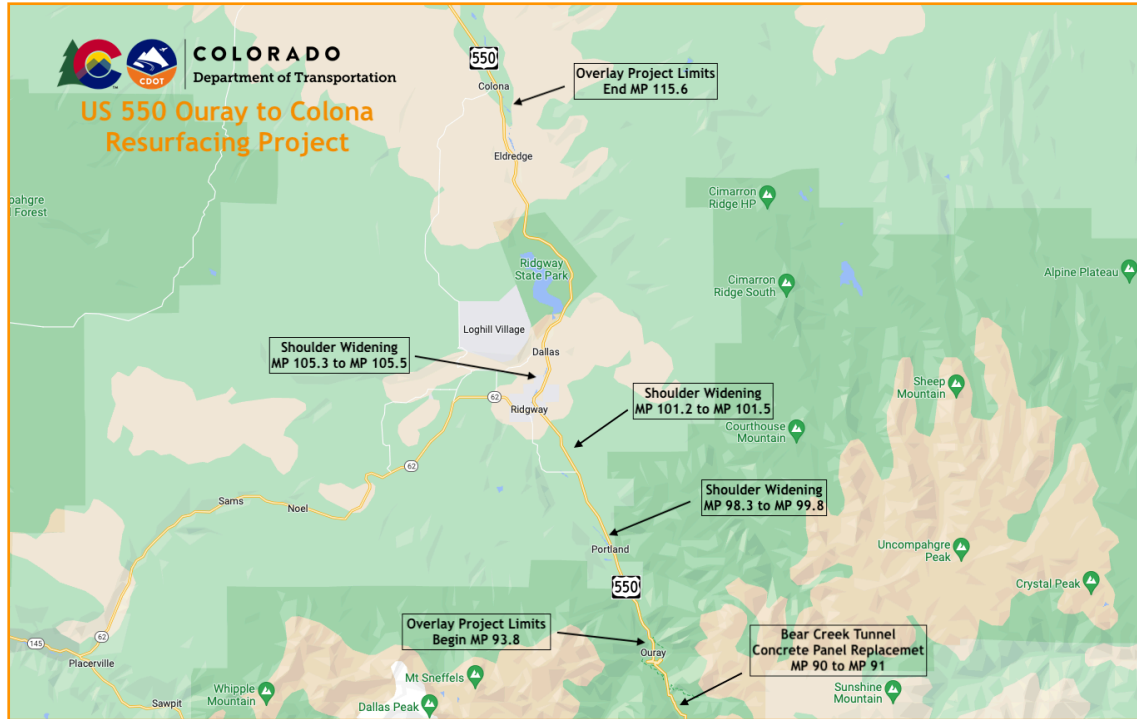 COLORADO
Department of Transportation
CDOT
TM
US 550 Ouray to Colona
Resurfacing Project
550
Colona
Overlay Project Limits
End MP 115.6
Eldredge
pahgre
l Forest
Cimarron
Ridge HP
Ridgway
State Park
Cimarron
Ridge South
Alpine Plateau
Loghill Village
Shoulder Widening
MP 105.3 to MP 105.5
Dallas
Sheep
Mountain
62
Ridgway
Shoulder Widening
MP 101.2 to MP 101.5
Courthouse
Mountain
62
Shoulder Widening
MP 98.3 to MP 99.8
Sams
Noel
Portland
Uncompahgre
Peak
Crystal Peak
550
Overlay Project Limits
Begin MP 93.8
Bear Creek Tunnel
Concrete Panel Replacemet
MP 90 to MP 91
62
145
Placerville
Ouray
Mt Sneffels
Whipple
Mountain
Sawpit
Dallas Peak
Sunshine
Mountain